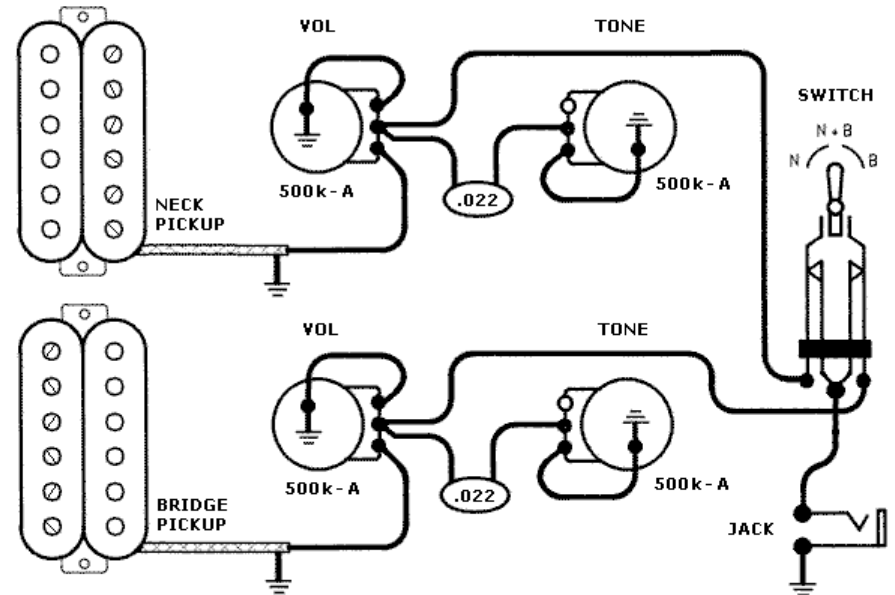 VOL
TONE
SWITCH
N + B
N
B
500k-A
.022
500k-A
NECK
PICKUP
VOL
TONE
500k-A
.022
500k-A
BRIDGE
PICKUP
JACK